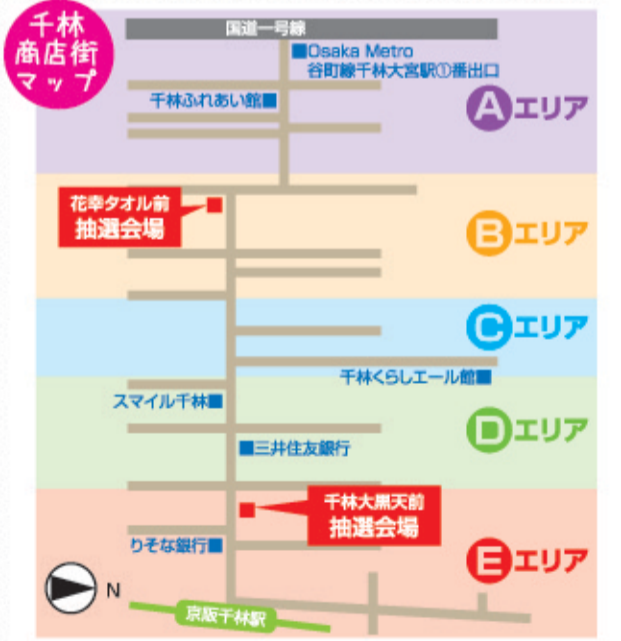 千林
商店街
マップ
国道一号線
■Osaka Metro
谷町線千林大宮駅①番出口
千林ふれあい館■
Aエリア
花幸タオル前
抽選会場
Bエリア
Cエリア
千林くらしエール館■
スマイル千林■
Dエリア
■三井住友銀行
千林大黒天前
抽選会場
りそな銀行■
Eエリア
N
京阪千林駅